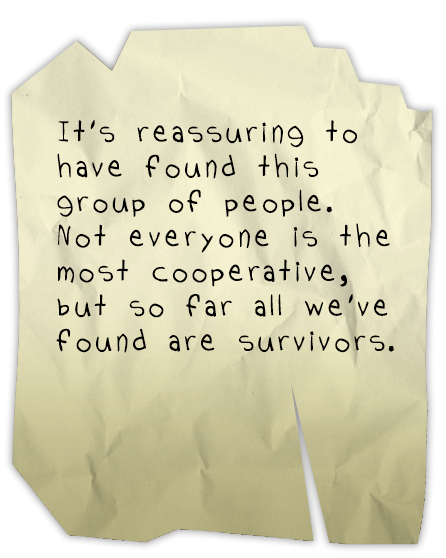 It's reassuring to
have found this
group of people.
Not everyone is the
most cooperative,
but so far all we've
found are survivors.